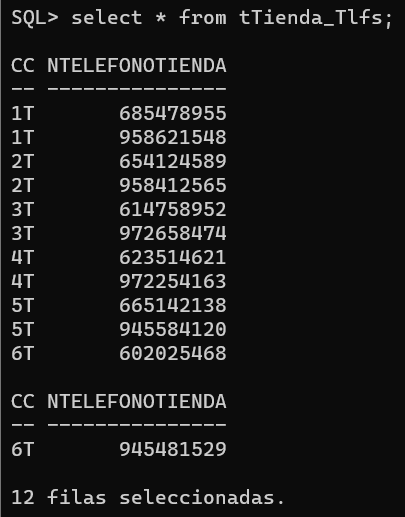 SQL> select * from tTienda_Tlfs;
CC NTELEFONOTIENDA
-- ---------------
1T       685478955
1T       958621548
2T       654124589
2T       958412565
3T       614758952
3T       972658474
4T       623514621
4T       972254163
5T       665142138
5T       945584120
6T       602025468
CC NTELEFONOTIENDA
-- ---------------
6T       945481529
12 filas seleccionadas.